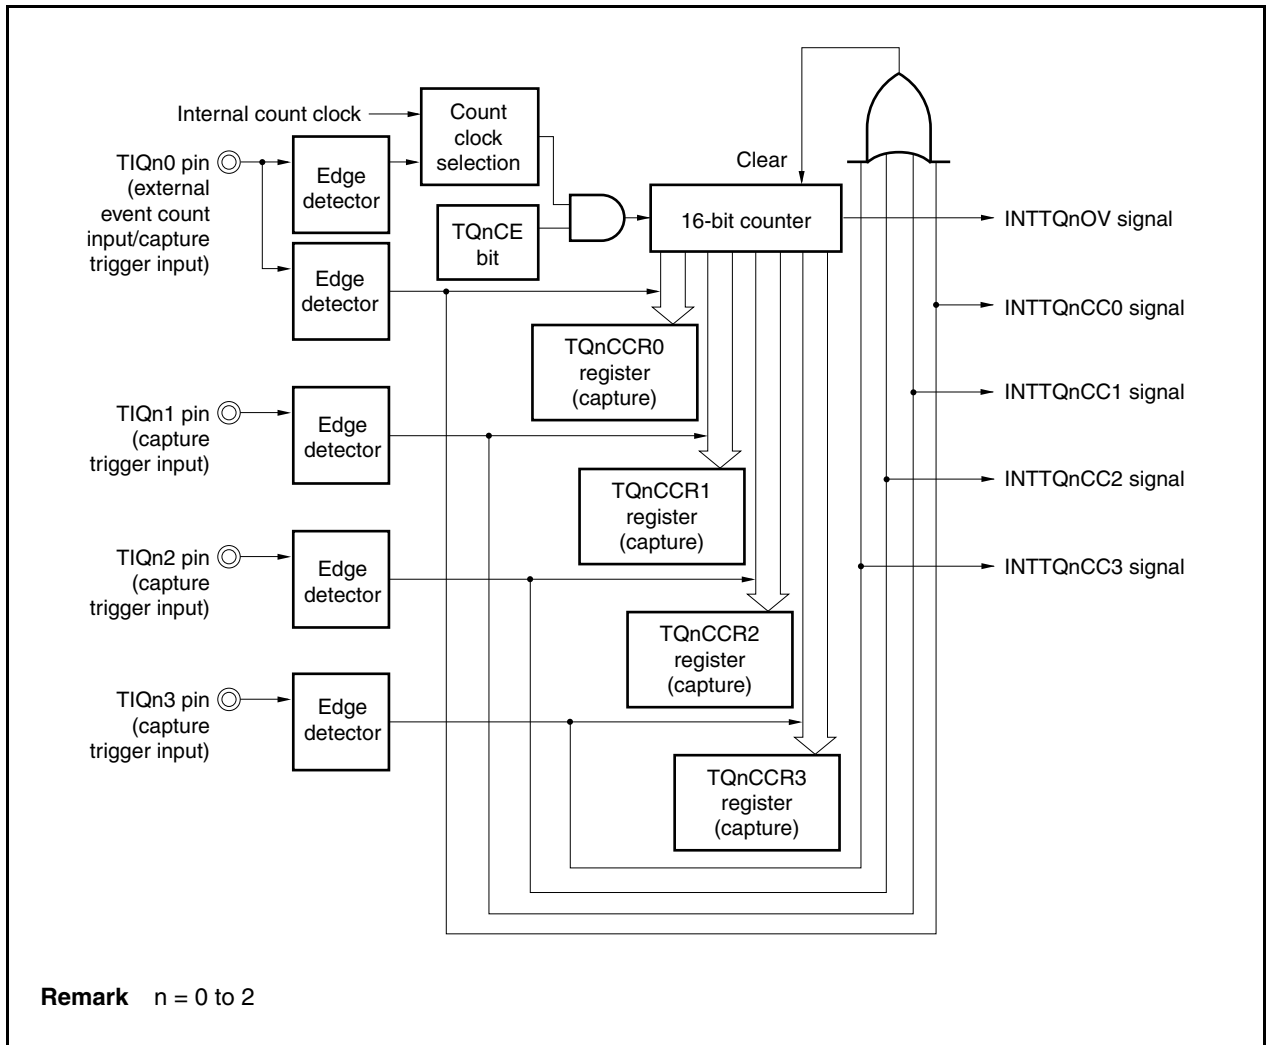 Internal count clock
Count
clock
selection
TIQn0 pin
(external
event count
input/capture
trigger input)
Edge
detector
Clear
TQnCE
bit
16-bit counter
INTTQnOV signal
Edge
detector
INTTQnCC0 signal
TQnCCR0
register
(capture)
INTTQnCC1 signal
TIQn1 pin
(capture
trigger input)
Edge
detector
INTTQnCC2 signal
TQnCCR1
register
(capture)
TIQn2 pin
(capture
trigger input)
Edge
detector
INTTQnCC3 signal
TQnCCR2
register
(capture)
TIQn3 pin
(capture
trigger input)
Edge
detector
TQnCCR3
register
(capture)
Remark n = 0 to 2